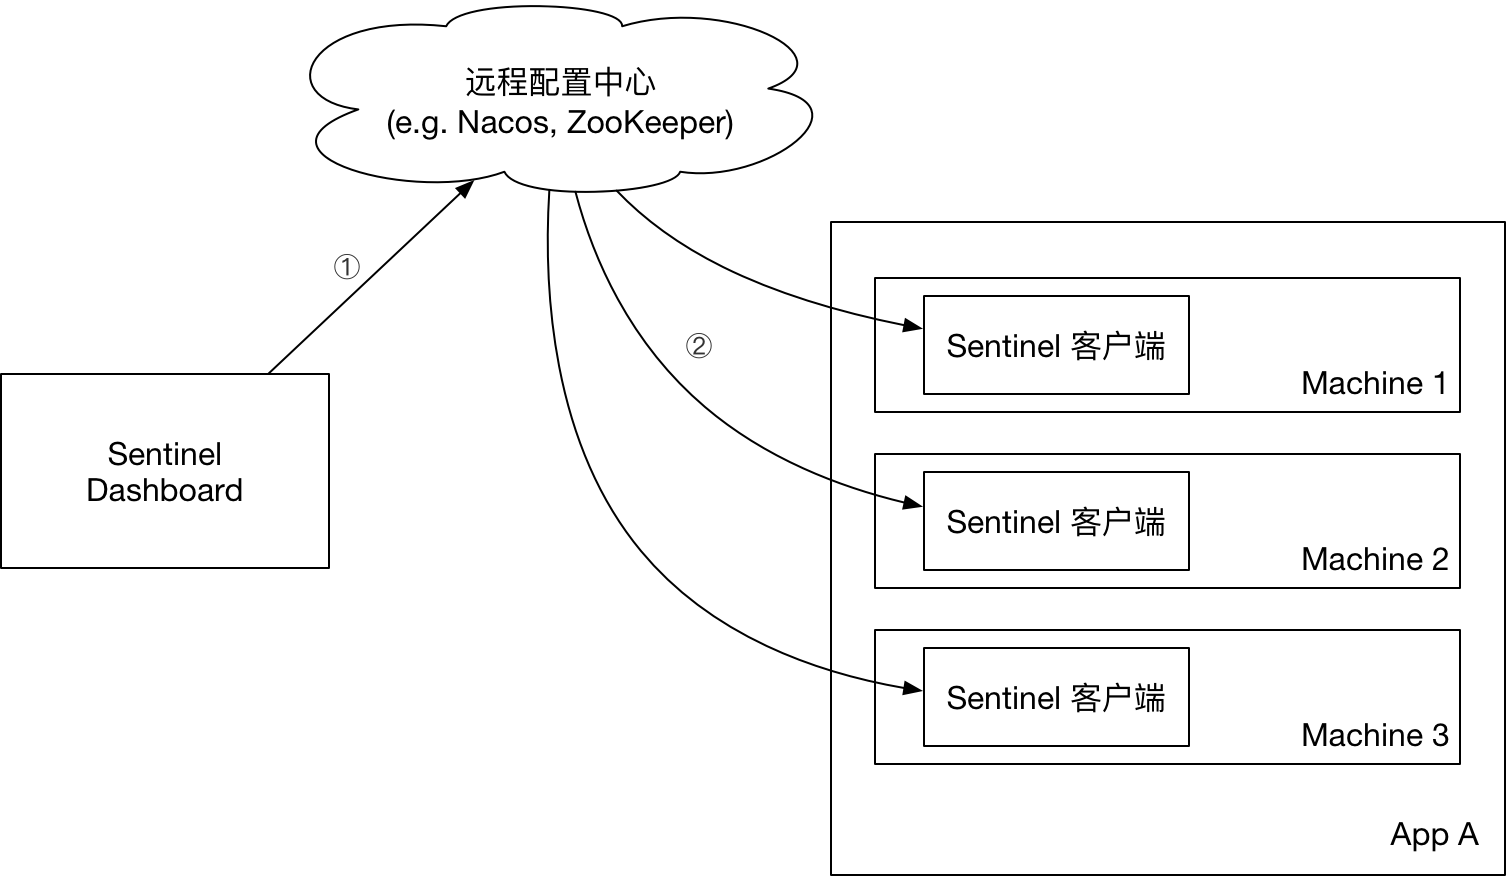 远程配置中心
(e.g. Nacos, ZooKeeper)
①
②
Sentinel
Dashboard
Sentinel 客户端
Machine 1
Sentinel 客户端
Machine 2
Sentinel 客户端
Machine 3
App A